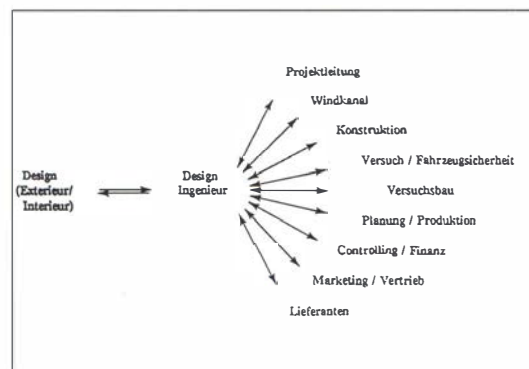 Projektleitung
Windkanal
Konstruktion
Versuch / Fahrzeugsicherheit
Design
(Exterieur/
Interieur)
Design
Ingenieur
Versuchsbau
Planung / Produktion
Controlling / Finanz
Marketing / Vertrieb
Lieferanten